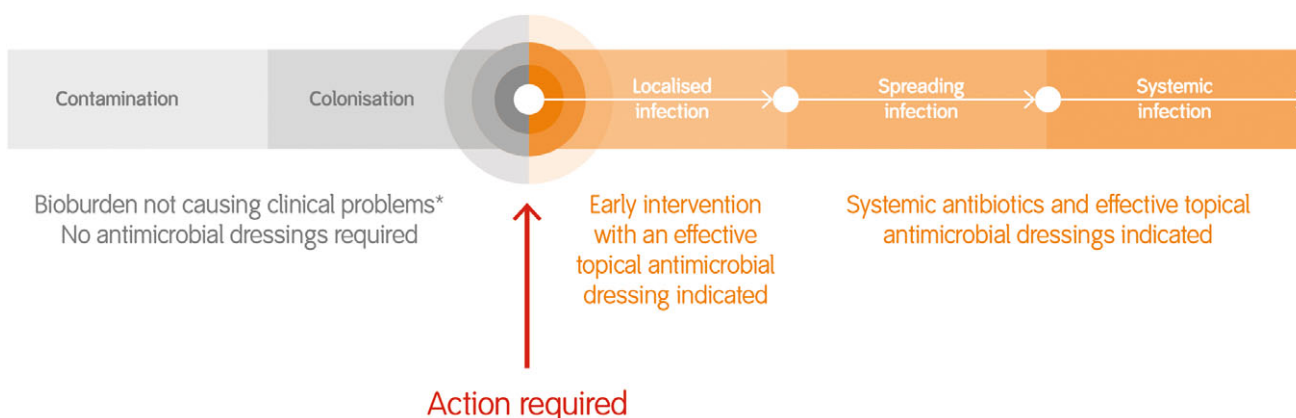 Contamination
Colonisation
Localised
infection
Spreading
infection
Systemic
infection
Bioburden not causing clinical problems*
No antimicrobial dressings required
Early intervention
with an effective
topical antimicrobial
dressing indicated
Systemic antibiotics and effective topical
antimicrobial dressings indicated
Action required